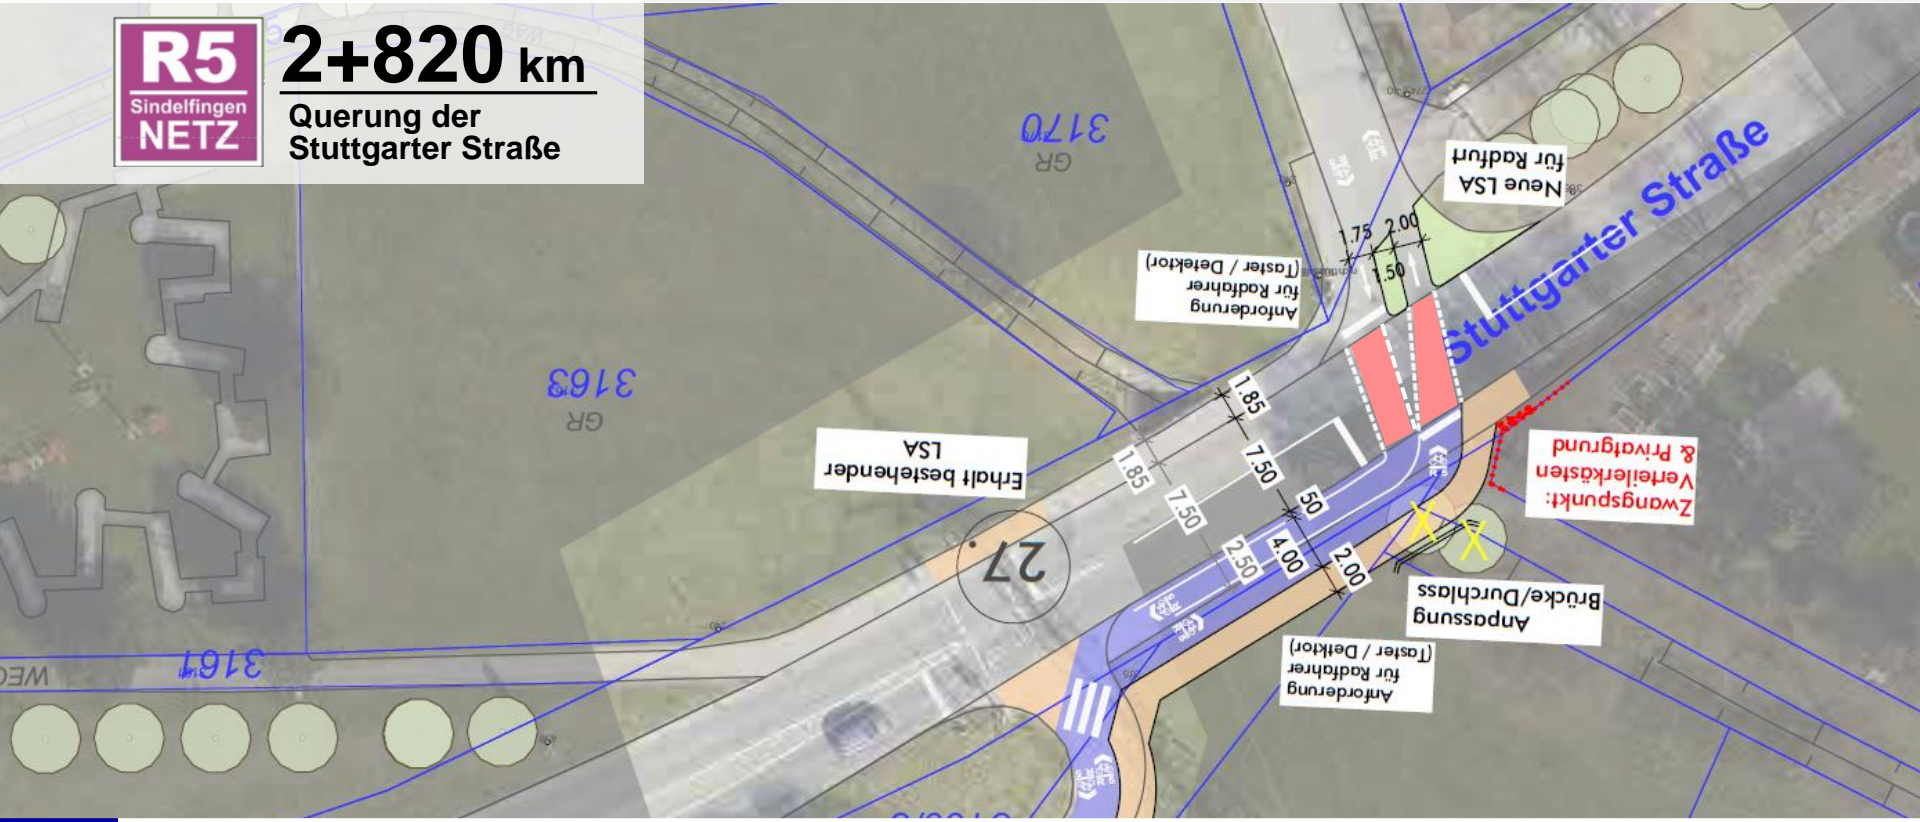 R5
Sindelfingen
NETZ
2+820 km
Querung der
Stuttgarter Straße
3170
GR
Neue LSA
für Radfurt
Stuttgarter Straße
1.75
2.00
1.50
Anforderung
für Radfahrer
(Taster / Detektor)
3163
GR
Erhalt bestehender
LSA
1.85
7.50
50
4.00
2.00
1.85
7.50
2.50
27
Zwangspunkt:
Verteilerkästen
& Privatgrund
Anpassung
Brücke/Durchlass
Anforderung
für Radfahrer
(Taster / Detktor)
3161
WEG